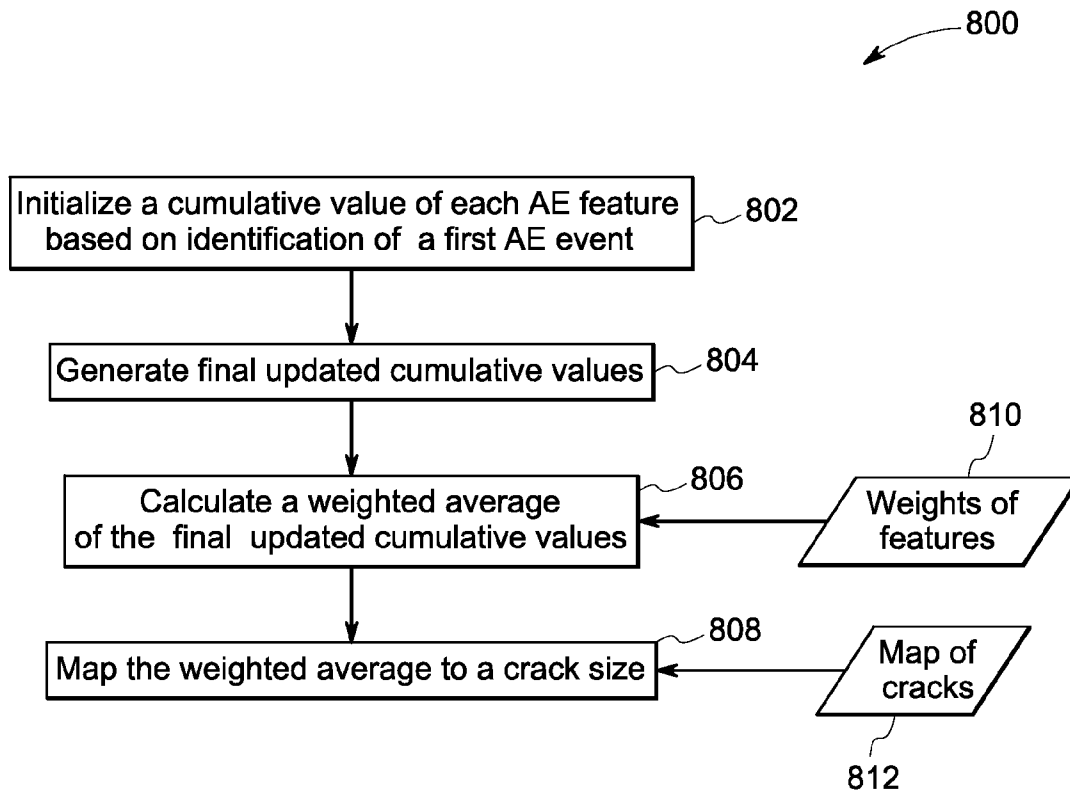 800
Initialize a cumulative value of each AE feature
based on identification of a first AE event
802
Generate final updated cumulative values
804
810
806
Calculate a weighted average
of the final updated cumulative values
Weights of
features
808
Map the weighted average to a crack size
Map of
cracks
812